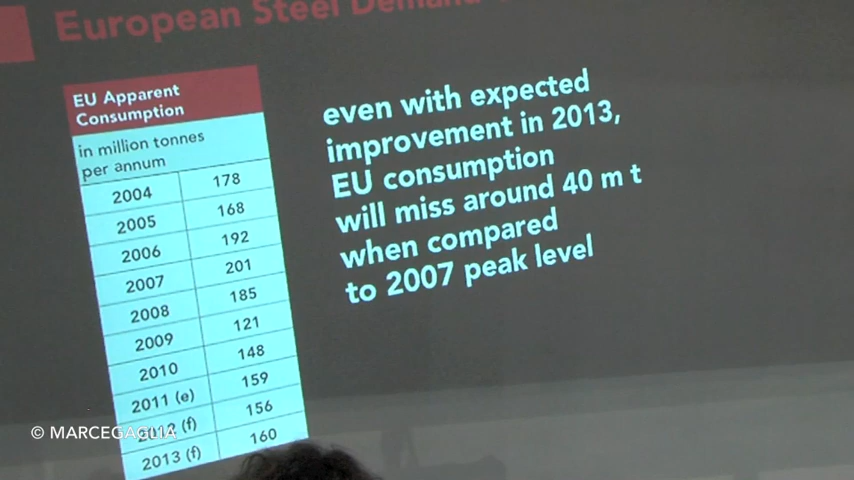 European Steel Demand
EU Apparent
Consumption
in million tonnes
per annum
2004 178
2005 168
2006 192
2007 201
2008 185
2009 121
2010 148
2011 (e) 159
2012 (f) 156
2013 (f) 160
even with expected
improvement in 2013,
EU consumption
will miss around 40 m t
when compared
to 2007 peak level
© MARCEGAGLIA